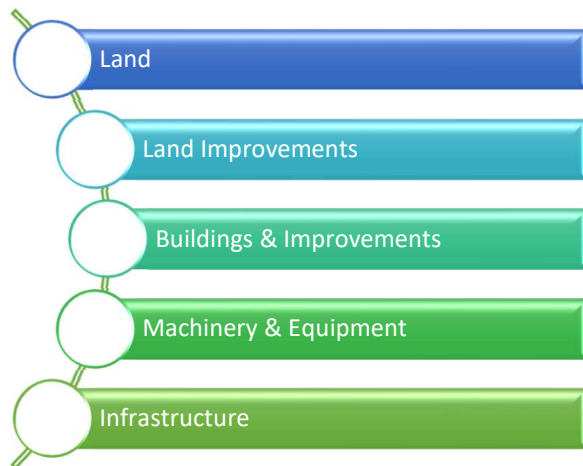 Land
Land Improvements
Buildings & Improvements
Machinery & Equipment
Infrastructure